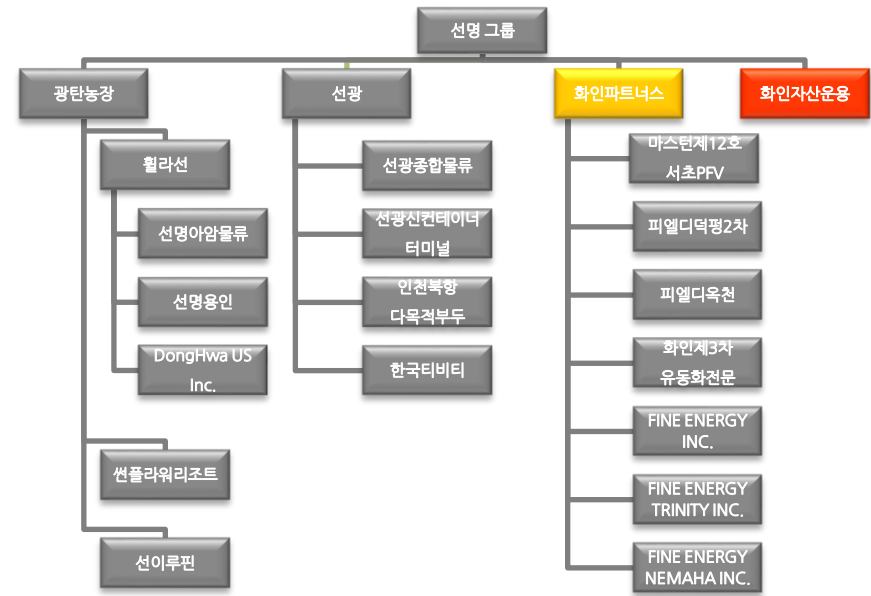 선명 그룹
광탄농장
휠라선
선명아암물류
선명용인
DongHwa US
Inc.
썬플라워리조트
선이루핀
선광
선광종합물류
선광신컨테이너
터미널
인천북항
다목적부두
한국티비티
화인파트너스
마스턴제12호
서초PFV
피엘디덕평2차
피엘디옥천
화인제3차
유동화전문
FINE ENERGY
INC.
FINE ENERGY
TRINITY INC.
FINE ENERGY
NEMAHA INC.
화인자산운용